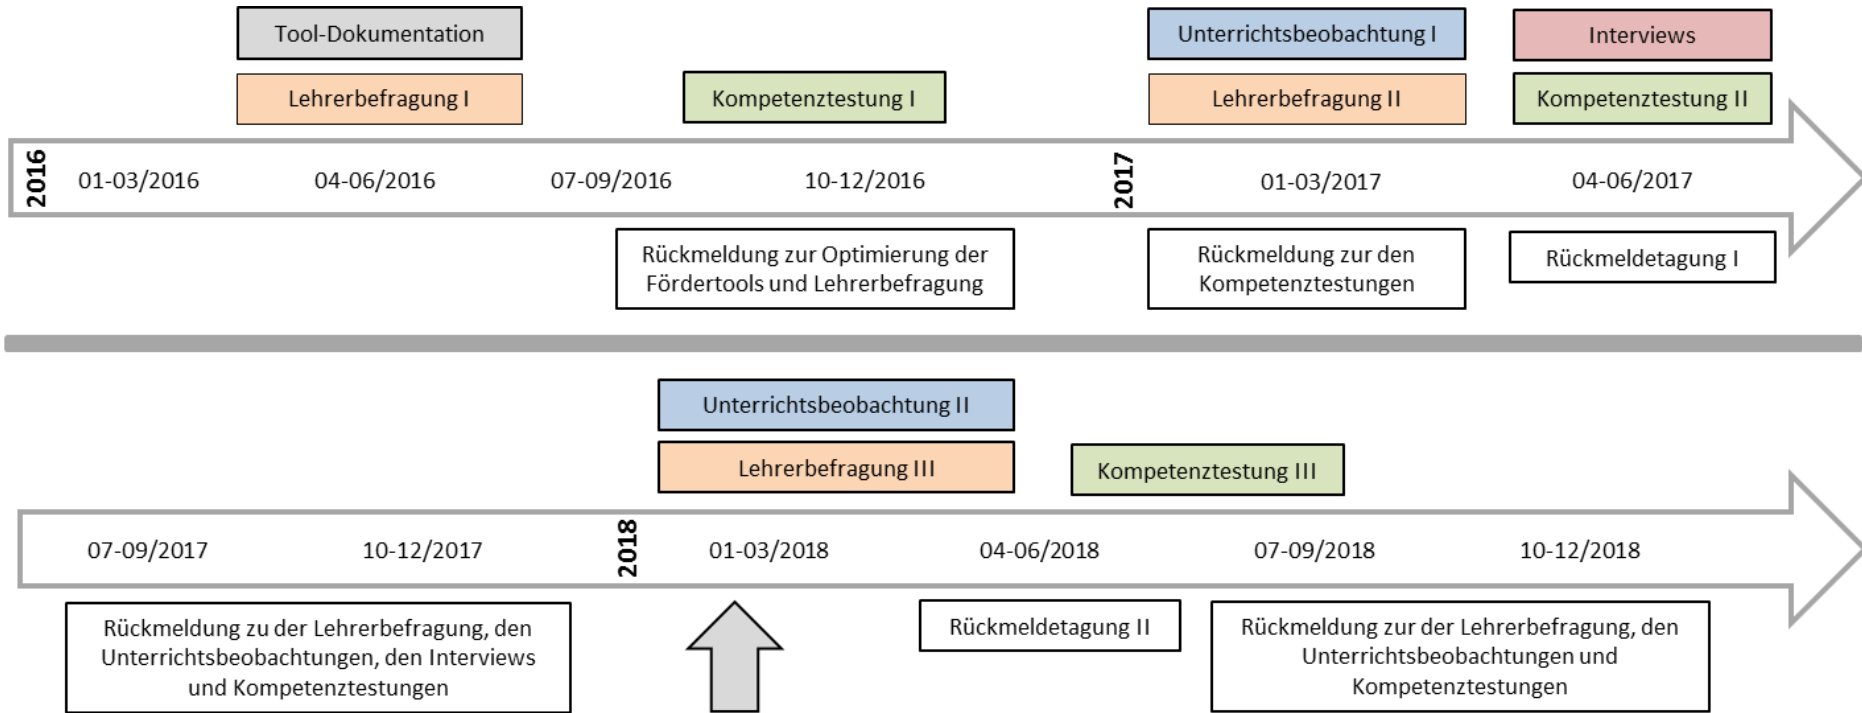 Tool-Dokumentation
Unterrichtsbeobachtung I
Interviews
Lehrerbefragung I
Kompetenztestung I
Lehrerbefragung II
Kompetenztestung II
2016
01-03/2016
04-06/2016
07-09/2016
10-12/2016
2017
01-03/2017
04-06/2017
Rückmeldung zur Optimierung der
Fördertools und Lehrerbefragung
Rückmeldung zur den
Kompetenztestungen
Rückmeldetagung I
Unterrichtsbeobachtung II
Lehrerbefragung III
Kompetenztestung III
07-09/2017
10-12/2017
2018
01-03/2018
04-06/2018
07-09/2018
10-12/2018
Rückmeldung zu der Lehrerbefragung, den
Unterrichtsbeobachtungen, den Interviews
und Kompetenztestungen
Rückmeldetagung II
Rückmeldung zur der Lehrerbefragung, den
Unterrichtsbeobachtungen und
Kompetenztestungen